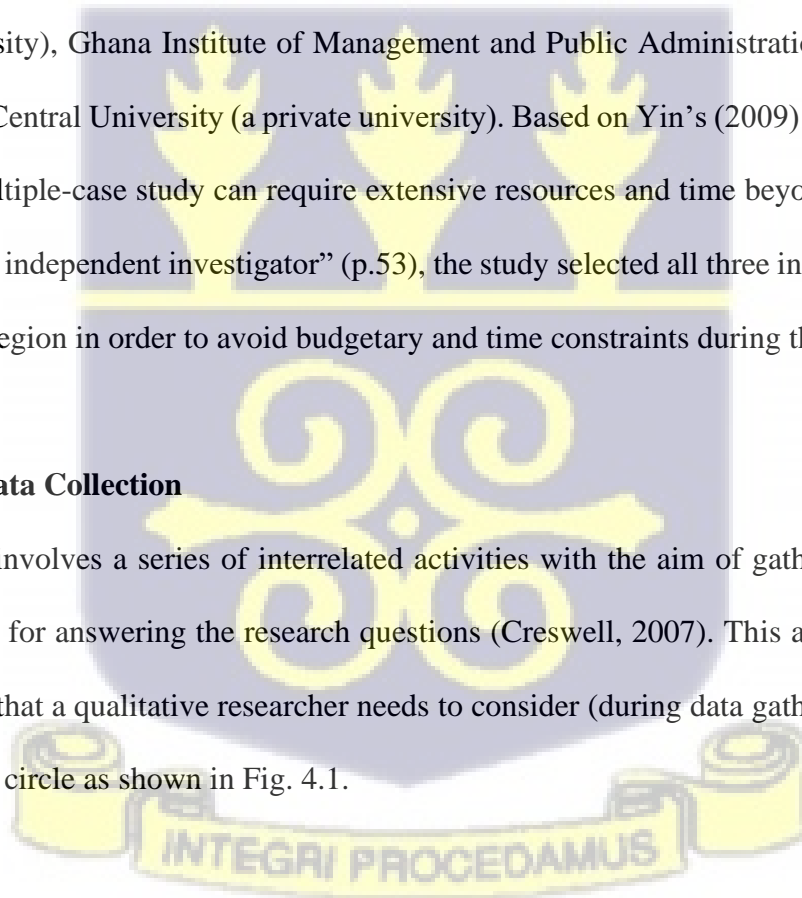 sity), Ghana Institute of Management and Public Administratio
Central University (a private university). Based on Yin’s (2009)
ltiple-case study can require extensive resources and time beyo
independent investigator” (p.53), the study selected all three in
egion in order to avoid budgetary and time constraints during th
ata Collection
involves a series of interrelated activities with the aim of gath
for answering the research questions (Creswell, 2007). This a
that a qualitative researcher needs to consider (during data gath
circle as shown in Fig. 4.1.
INTEGRI PROCEDAMUS